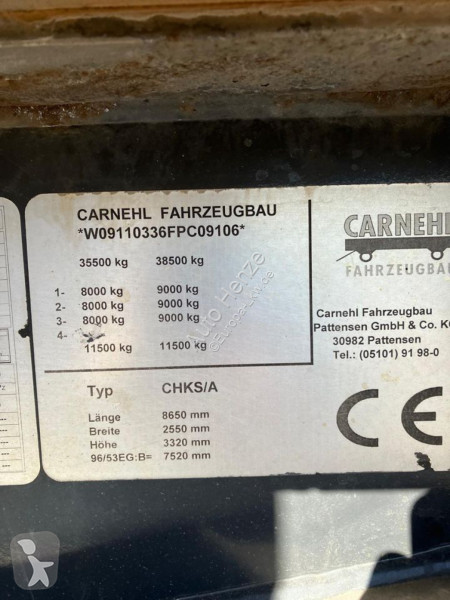 CARNEHL FAHRZEUGBAU
*W09110336FPC09106*
35500 kg 38500 kg
1- 8000 kg 9000 kg
2- 8000 kg 9000 kg
3- 8000 kg 9000 kg
4-
11500 kg 11500 kg
Typ CHKS/A
Länge 8650 mm
Breite 2550 mm
Höhe 3320 mm
96/53EG:B= 7520 mm
CARNEHL
FAHRZEUGBAU
Carnehl Fahrzeugbau
Pattensen GmbH & Co. KG
30982 Pattensen
Tel.: (05101) 91 98-0
CE
Auto Henze